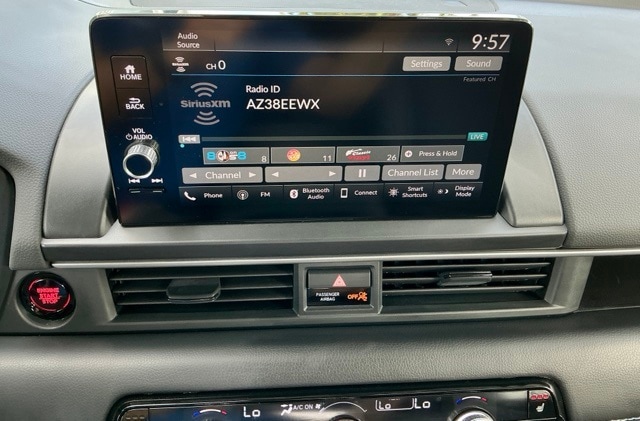 Audio
Source
9:57
HOME
SiriusXM
CH 0
Settings
Sound
Featured CH
Radio ID
AZ38EEWX
SiriusXM
BACK
VOL
AUDIO
LIVE
8
11
26
Press & Hold
Channel
Channel List
More
Phone
FM
Bluetooth
Audio
Connect
Smart
Shortcuts
Display
Mode
ENGINE
START
STOP
PASSENGER
AIRBAG
OFF
Lo
A/C ON
Lo